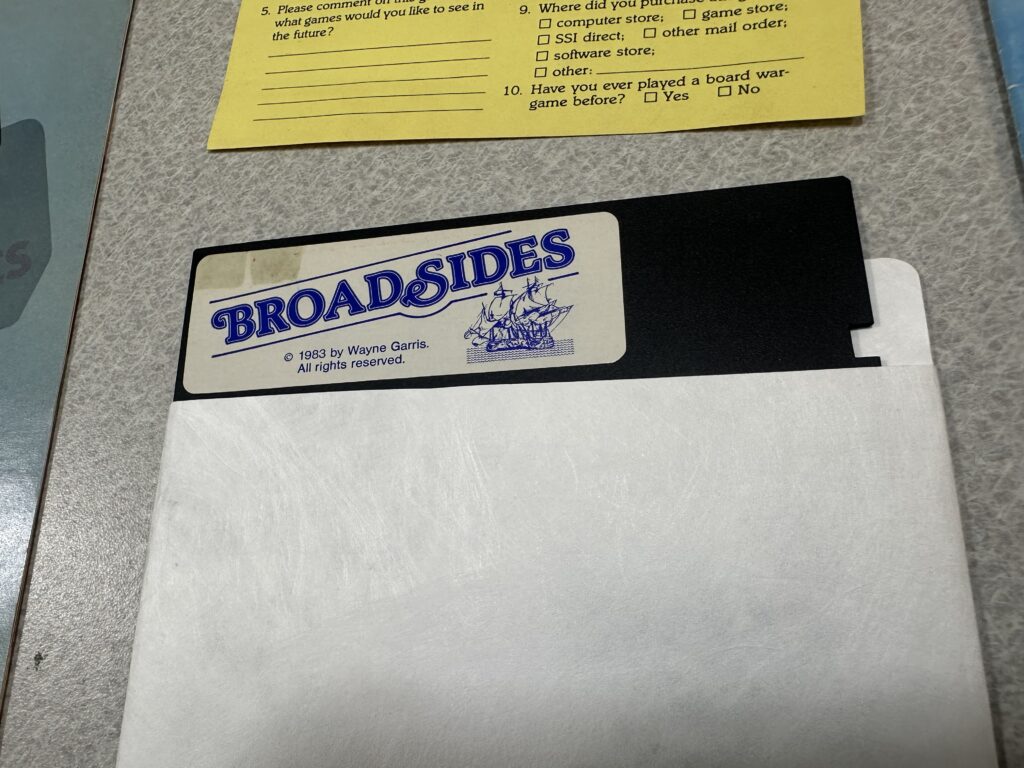 5. Please comment on this
what games would you like to see in
the future?
9. Where did you purchase
☐ computer store; ☐ game store;
☐ SSI direct; ☐ other mail order;
☐ software store;
☐ other:
10. Have you ever played a board war-
game before? ☐ Yes ☐ No
BROADSIDES
© 1983 by Wayne Garris.
All rights reserved.
cs